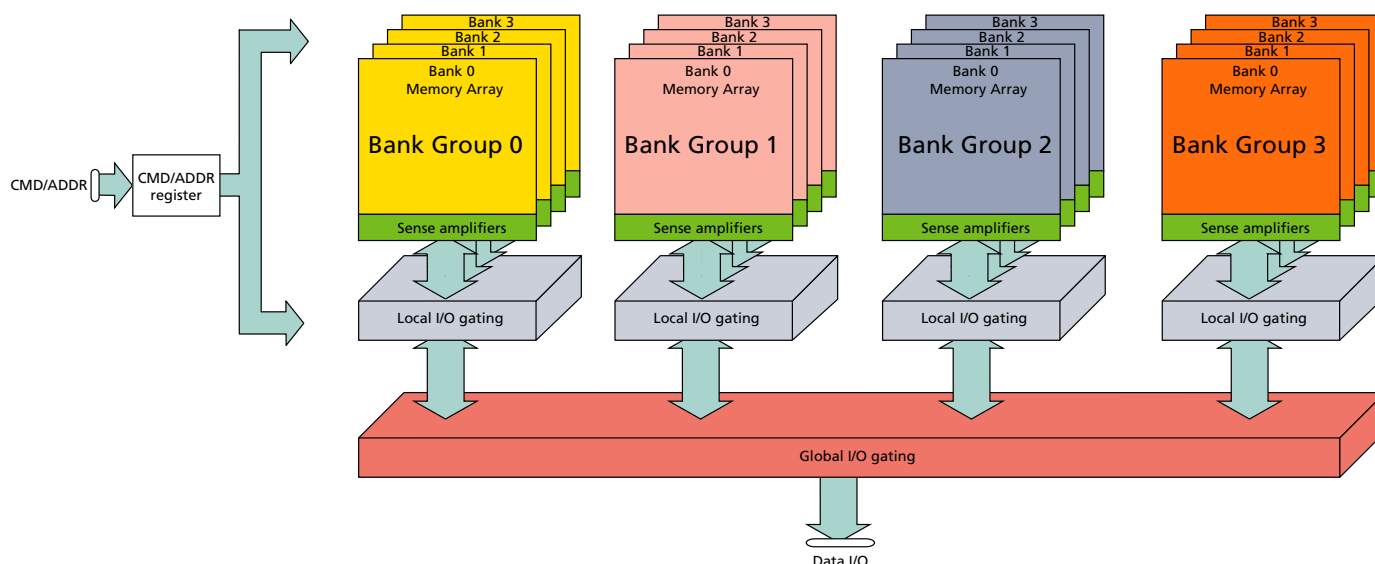 Bank 3
Bank 2
Bank 1
Bank 0
Memory Array
Bank Group 0
Sense amplifiers
Local I/O gating
Bank 3
Bank 2
Bank 1
Bank 0
Memory Array
Bank Group 1
Sense amplifiers
Local I/O gating
Bank 3
Bank 2
Bank 1
Bank 0
Memory Array
Bank Group 2
Sense amplifiers
Local I/O gating
Bank 3
Bank 2
Bank 1
Bank 0
Memory Array
Bank Group 3
Sense amplifiers
Local I/O gating
CMD/ADDR
CMD/ADDR
register
Global I/O gating
Data I/O